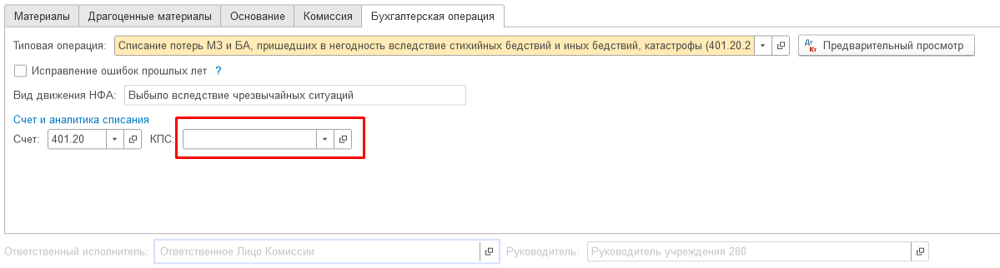 Материалы Драгоценные материалы Основание Комиссия Бухгалтерская операция
Типовая операция: Списание потерь МЗ и БА, пришедших в негодность вследствие стихийных бедствий и иных бедствий, катастрофы (401.20.2 Дт Кт Предварительный просмотр
Исправление ошибок прошлых лет ?
Вид движения НФА: Выбыло вследствие чрезвычайных ситуаций
Счет и аналитика списания
Счет: 401.20 КПС:
Ответственный исполнитель: Ответственное Лицо Комиссии Руководитель: Руководитель учреждения 280